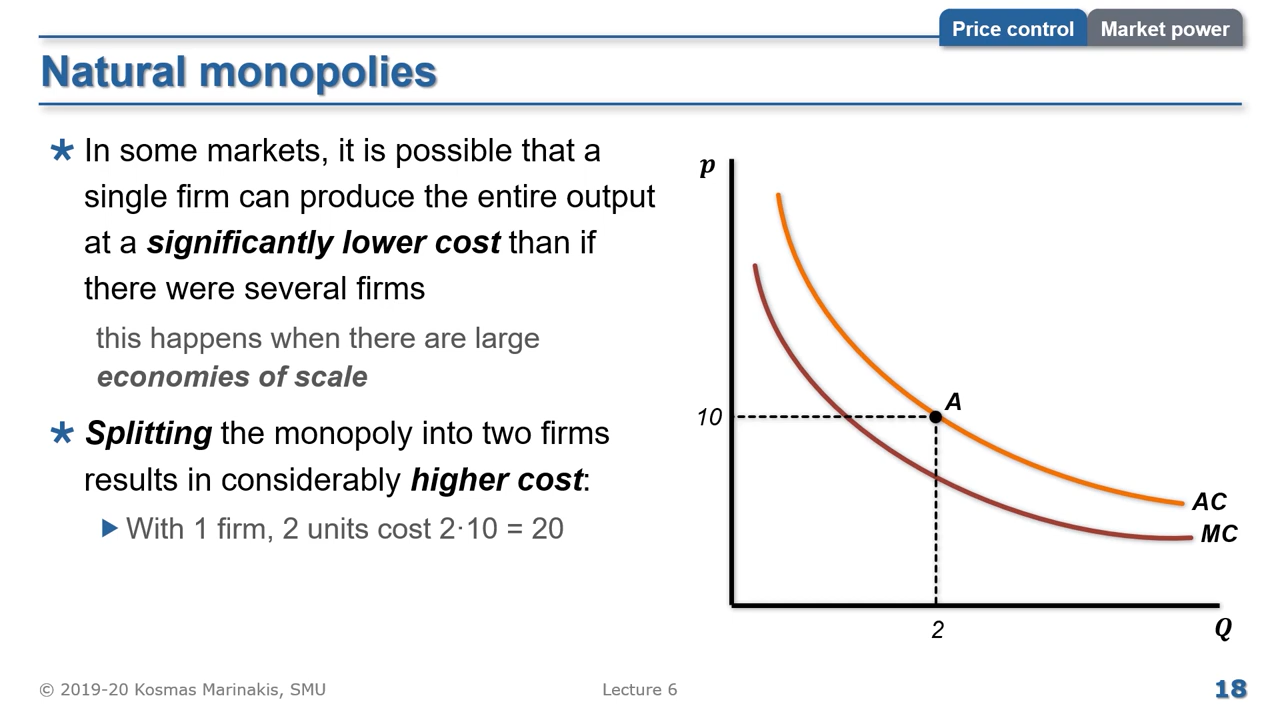 Price control Market power
Natural monopolies
* In some markets, it is possible that a
single firm can produce the entire output
at a significantly lower cost than if
there were several firms
this happens when there are large
economies of scale
* Splitting the monopoly into two firms
results in considerably higher cost:
▶ With 1 firm, 2 units cost 2·10 = 20
p
A
10
AC
MC
2
Q
© 2019-20 Kosmas Marinakis, SMU
Lecture 6
18